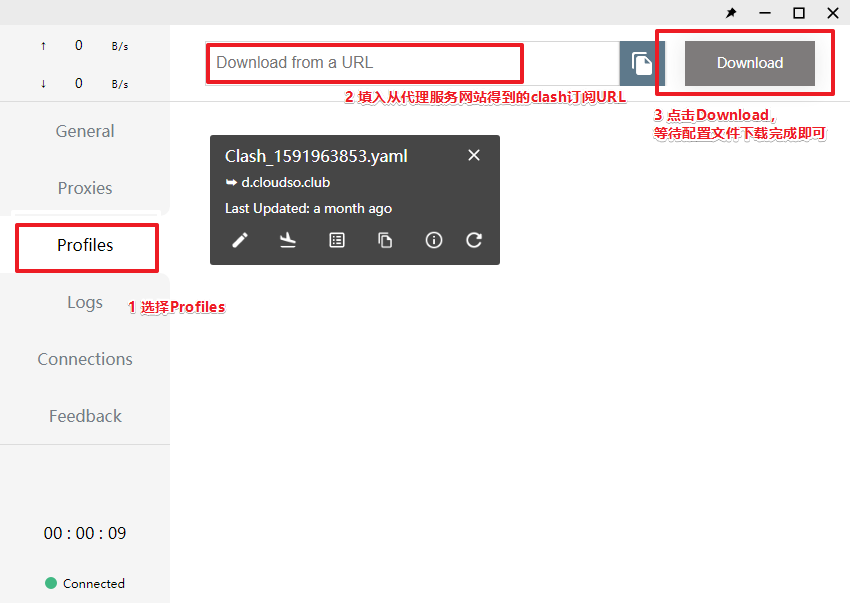 ↑ 0 B/s
↓ 0 B/s
Download from a URL
Download
2 填入从代理服务网站得到的clash订阅URL
3 点击Download，
等待配置文件下载完成即可
General
Proxies
Profiles
Logs
Connections
Feedback
1 选择Profiles
Clash_1591963853.yaml
d.cloudso.club
Last Updated: a month ago
00 : 00 : 09
Connected